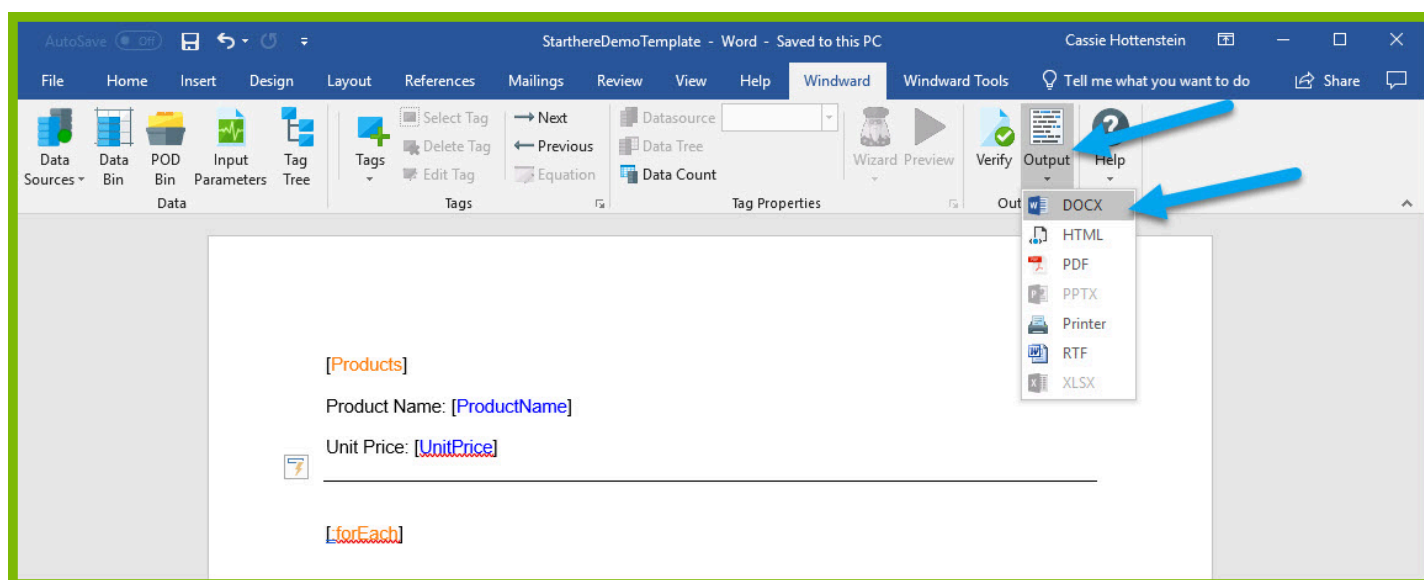 AutoSave Off StarthereDemoTemplate - Word - Saved to this PC Cassie Hottenstein
File Home Insert Design Layout References Mailings Review View Help Windward Windward Tools Tell me what you want to do Share
Data Sources Data Bin POD Bin Input Parameters Tag Tree
Data
Tags Select Tag Next
Delete Tag Previous
Edit Tag Equation
Tags
Datasource
Data Tree
Data Count
Wizard Preview
Tag Properties
Verify Output Help
Out
DOCX
HTML
PDF
PPTX
Printer
RTF
XLSX
[Products]
Product Name: [ProductName]
Unit Price: [UnitPrice]
[:forEach]